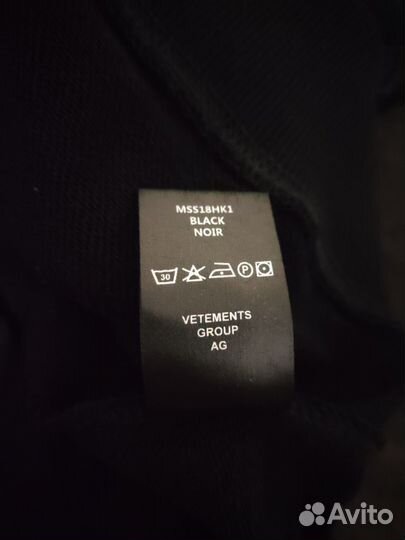 MSS18HK1
BLACK
NOIR
30 P
VETEMENTS
GROUP
AG
Avito